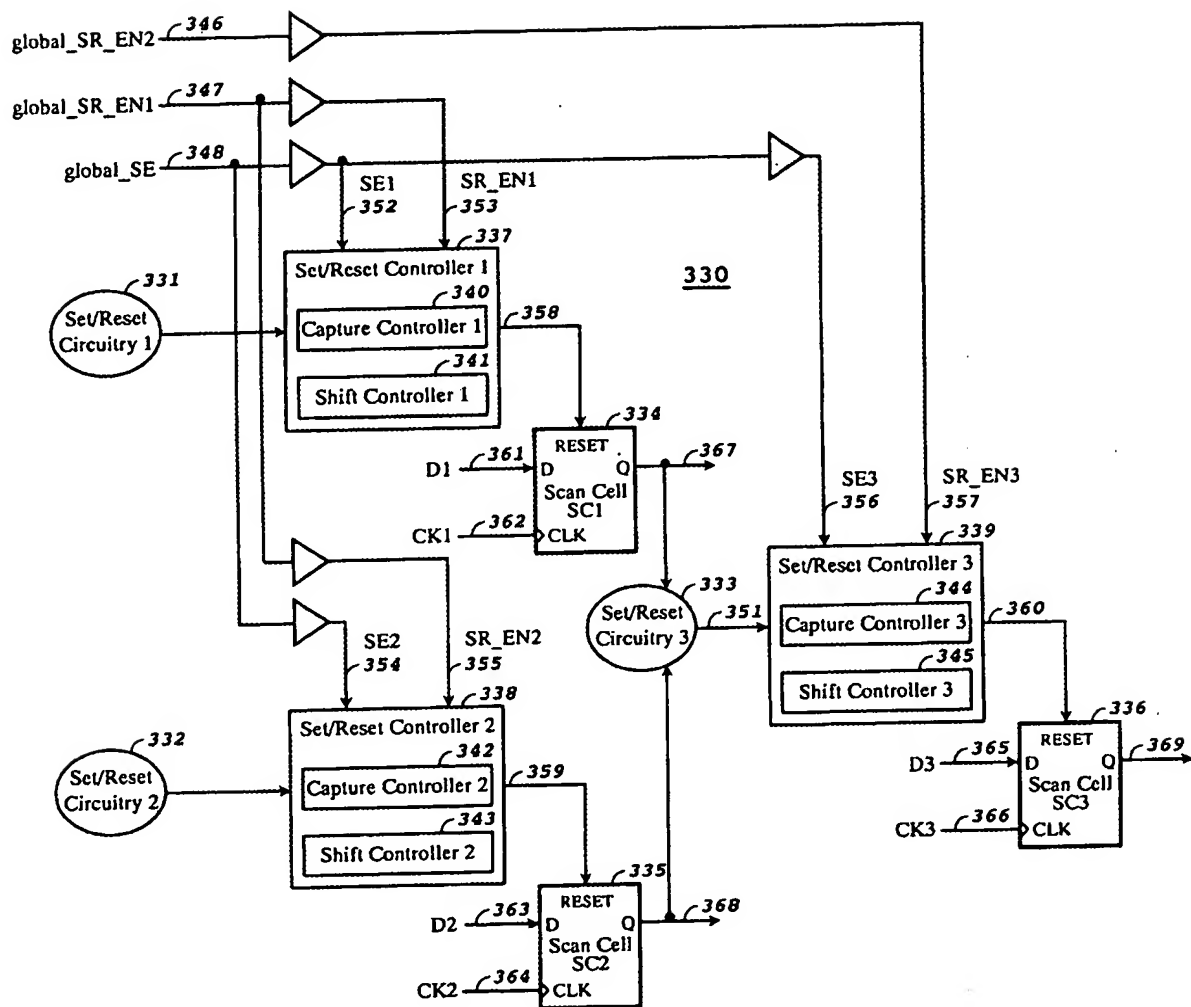 global_SR_EN2 346
global_SR_EN1 347
global_SE 348
SE1
352
SR_EN1
353
337
Set/Reset Controller 1
340
Capture Controller 1
341
Shift Controller 1
331
Set/Reset
Circuitry 1
358
330
334
RESET
D1 361
D Q
367
Scan Cell
SC1
CK1 362
CLK
SE3
356
SR_EN3
357
339
Set/Reset Controller 3
344
Capture Controller 3
345
Shift Controller 3
333
Set/Reset
Circuitry 3
351
360
SE2
354
SR_EN2
355
338
Set/Reset Controller 2
342
Capture Controller 2
343
Shift Controller 2
332
Set/Reset
Circuitry 2
359
336
RESET
D3 365
D Q
369
Scan Cell
SC3
CK3 366
CLK
335
RESET
D2 363
D Q
368
Scan Cell
SC2
CK2 364
CLK